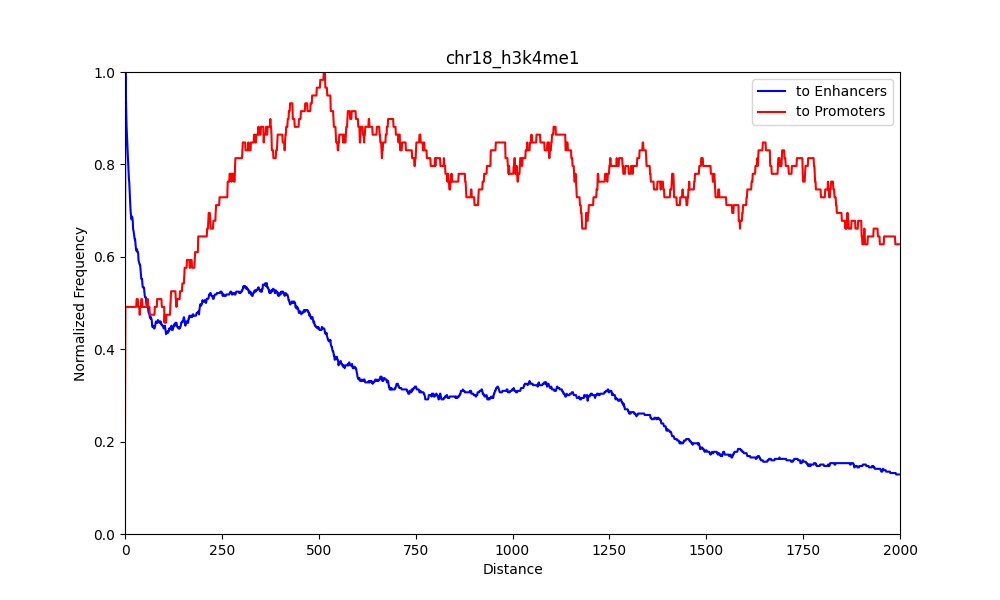 chr18_h3k4me1
to Enhancers
to Promoters
Normalized Frequency
1.0
0.8
0.6
0.4
0.2
0.0
0 250 500 750 1000 1250 1500 1750 2000
Distance